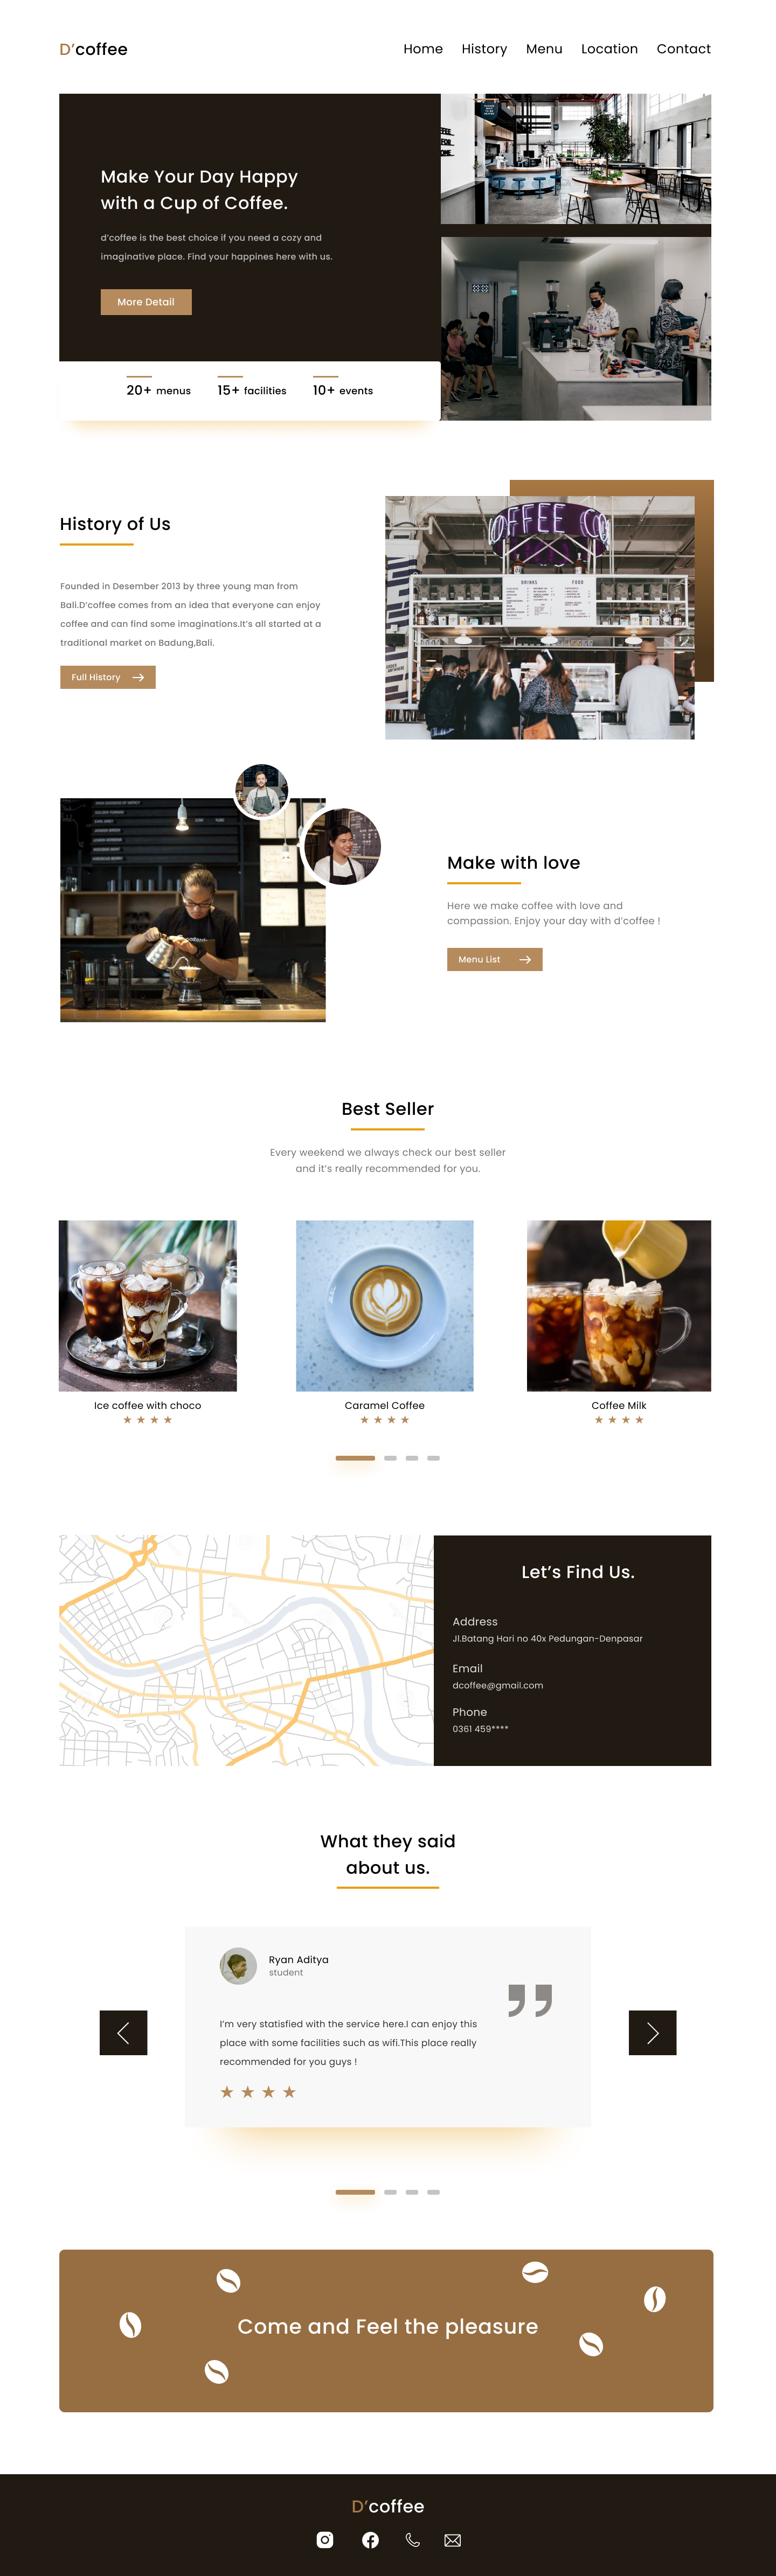 D’coffee
Home History Menu Location Contact
Make Your Day Happy
with a Cup of Coffee.
d’coffee is the best choice if you need a cozy and
imaginative place. Find your happines here with us.
More Detail
20+ menus 15+ facilities 10+ events
History of Us
Founded in Desember 2013 by three young man from
Bali.D’coffee comes from an idea that everyone can enjoy
coffee and can find some imaginations.It’s all started at a
traditional market on Badung,Bali.
Full History
OFFEE CO
DRINKS FOOD
Make with love
Here we make coffee with love and
compassion. Enjoy your day with d’coffee !
Menu List
Best Seller
Every weekend we always check our best seller
and it’s really recommended for you.
Ice coffee with choco
Caramel Coffee
Coffee Milk
Let’s Find Us.
Address
Jl.Batang Hari no 40x Pedungan-Denpasar
Email
dcoffee@gmail.com
Phone
0361 459****
What they said
about us.
Ryan Aditya
student
I’m very statisfied with the service here.I can enjoy this
place with some facilities such as wifi.This place really
recommended for you guys !
Come and Feel the pleasure
D’coffee